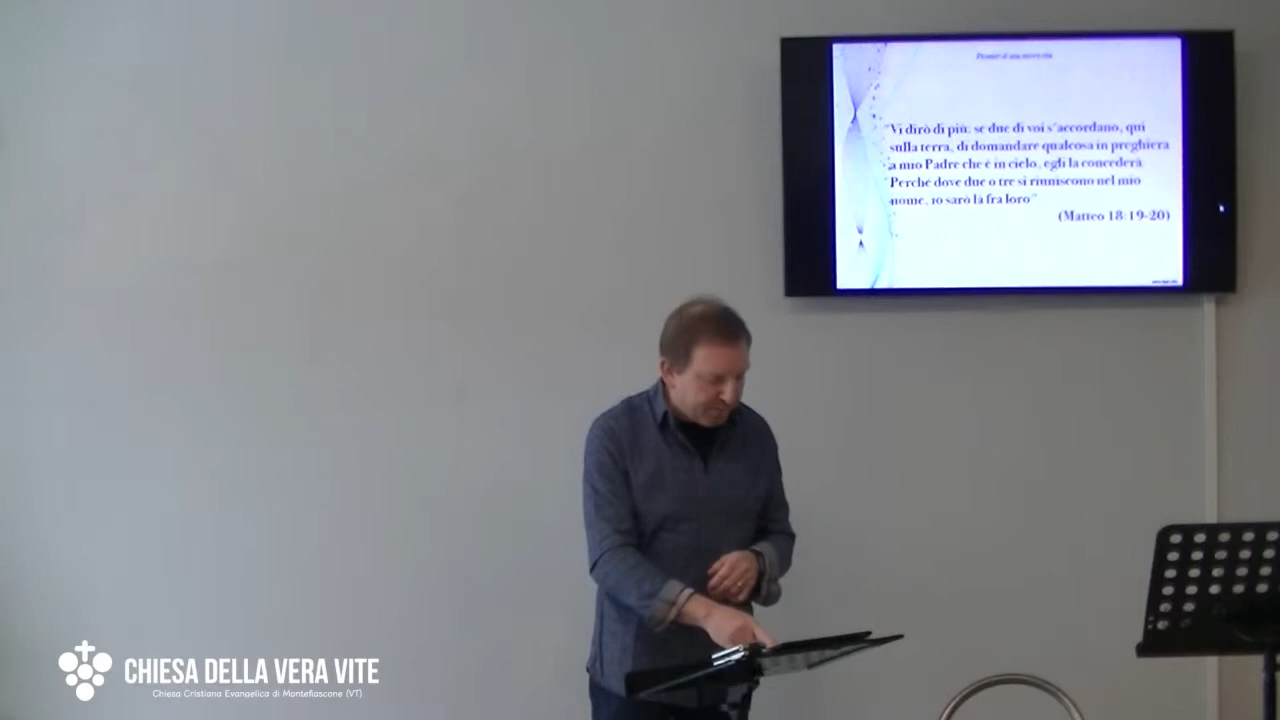 "Vi dirò di più: se due di voi s'accordano, qui
sulla terra, di domandare qualcosa in preghiera
a mio Padre che è in cielo, egli la concederà.
Perché dove due o tre si riuniscono nel mio
nome, io sarò là fra loro"
(Matteo 18:19-20)
CHIESA DELLA VERA VITE
Chiesa Cristiana Evangelica di Montefiascone (VT)